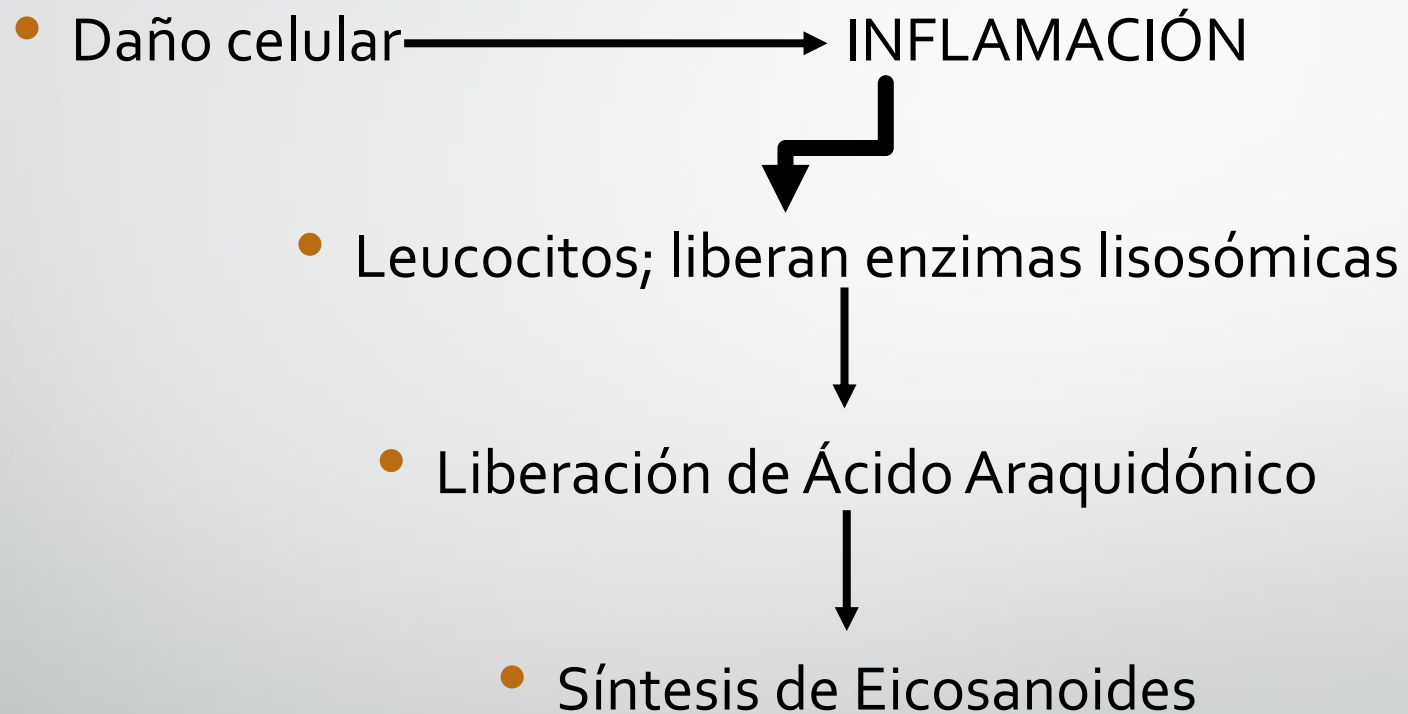 • Daño celular INFLAMACIÓN
• Leucocitos; liberan enzimas lisosómicas
• Liberación de Ácido Araquidónico
• Síntesis de Eicosanoides